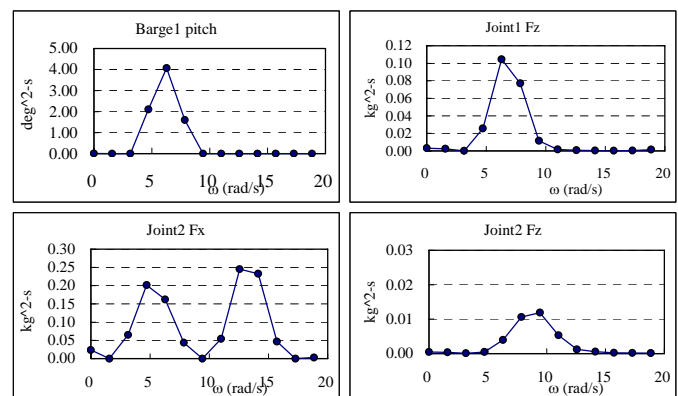 Barge1 pitch
5.00
4.00
3.00
2.00
1.00
0.00
deg^2-s
0 5 10 15 20
ω (rad/s)
Joint1 Fz
0.12
0.10
0.08
0.06
0.04
0.02
0.00
kg^2-s
0 5 10 15 20
ω (rad/s)
Joint2 Fx
0.30
0.25
0.20
0.15
0.10
0.05
0.00
kg^2-s
0 5 10 15 20
ω (rad/s)
Joint2 Fz
0.03
0.02
0.01
0.00
kg^2-s
0 5 10 15 20
ω (rad/s)